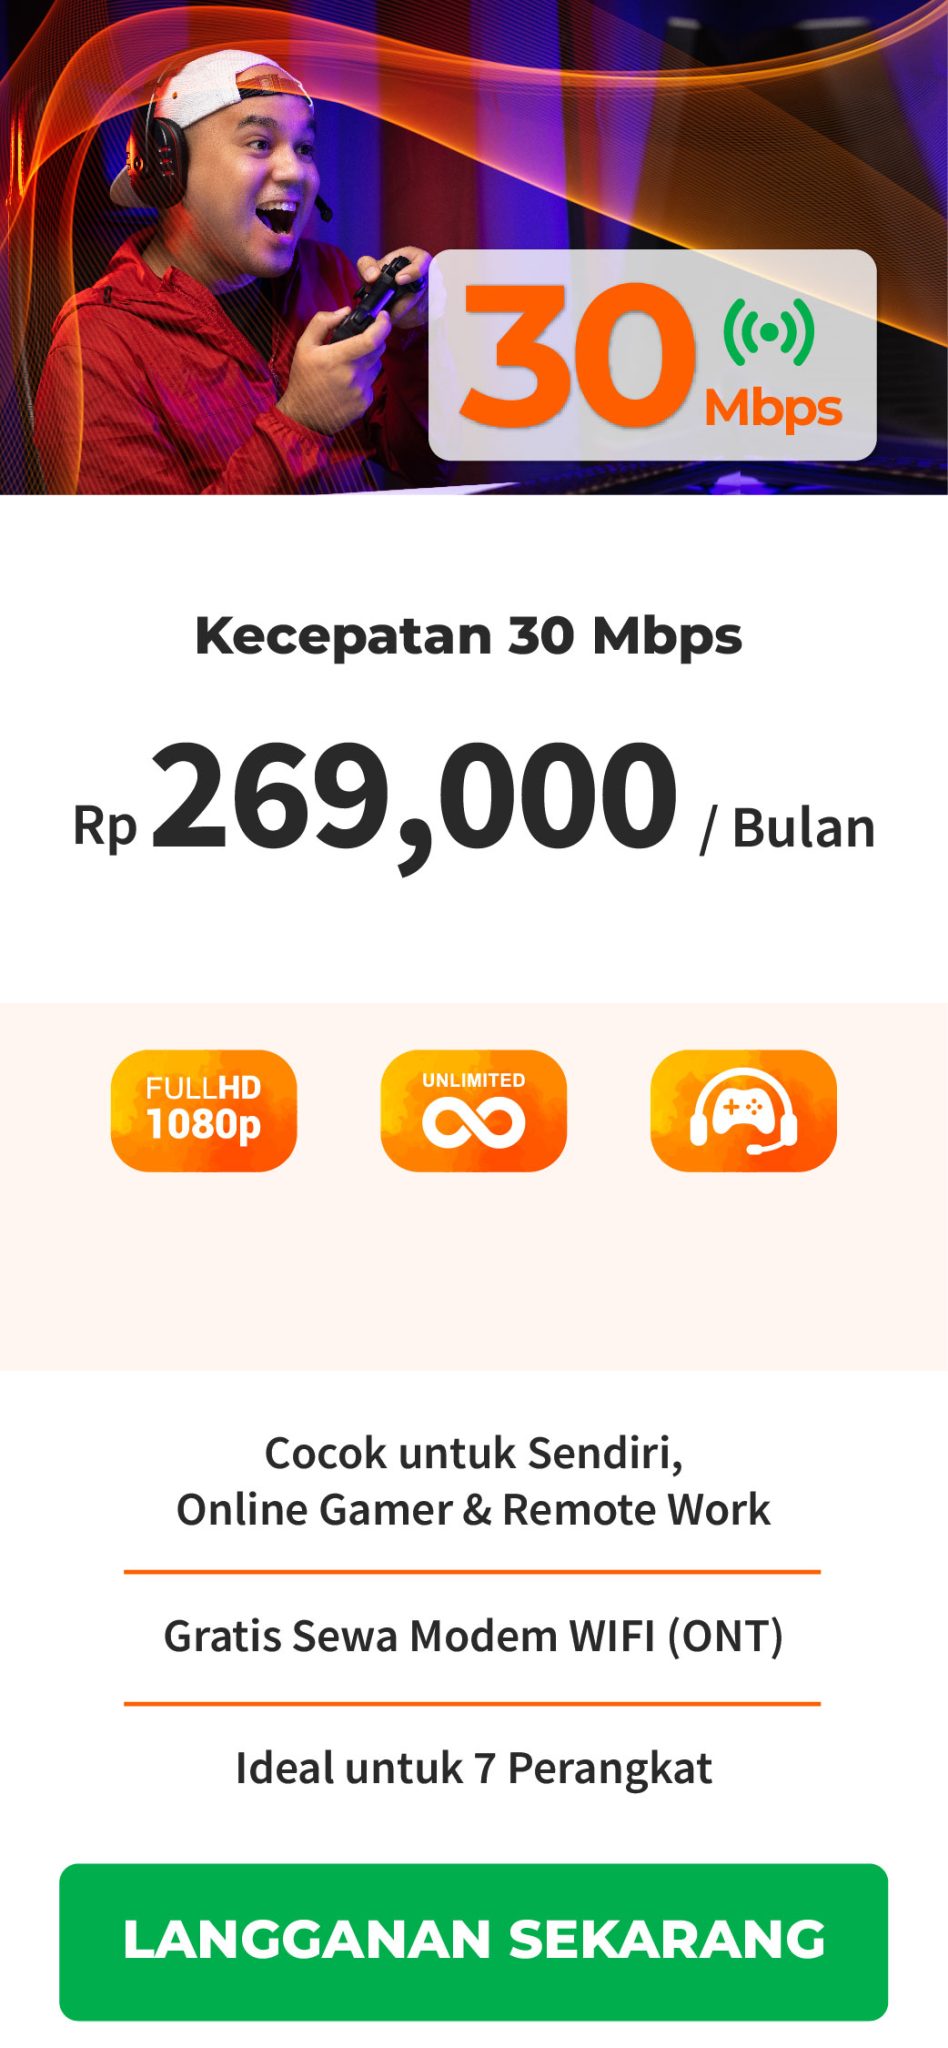 30
Mbps
Kecepatan 30 Mbps
Rp 269,000 / Bulan
FULLHD
1080p
UNLIMITED
Cocok untuk Sendiri,
Online Gamer & Remote Work
Gratis Sewa Modem WIFI (ONT)
Ideal untuk 7 Perangkat
LANGGANAN SEKARANG